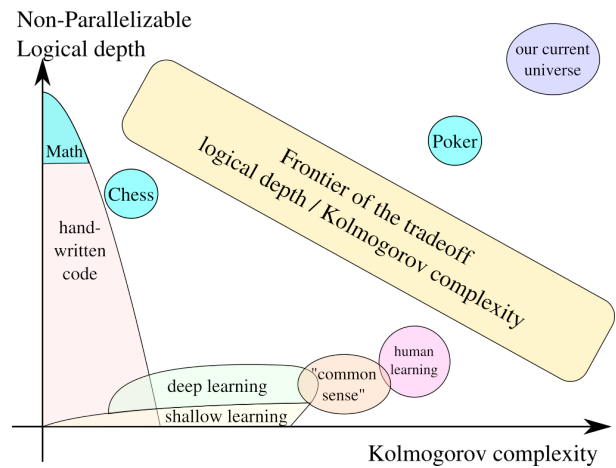 Non-Parallelizable
Logical depth
our current
universe
Poker
Frontier of the tradeoff
logical depth / Kolmogorov complexity
Math
Chess
hand-
written
code
human
learning
"common
sense"
deep learning
shallow learning
Kolmogorov complexity